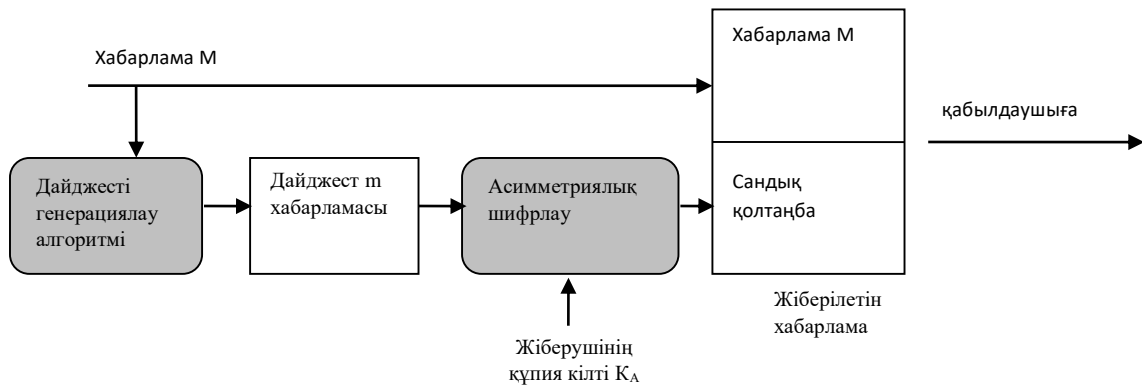 Хабарлама М
Хабарлама М
қабылдаушыға
Дайджесті
генерациялау
алгоритмі
Дайджест m
хабарламасы
Асимметриялық
шифрлау
Сандық
қолтаңба
Жіберілетін
хабарлама
Жіберушінің
құпия кілті K_A